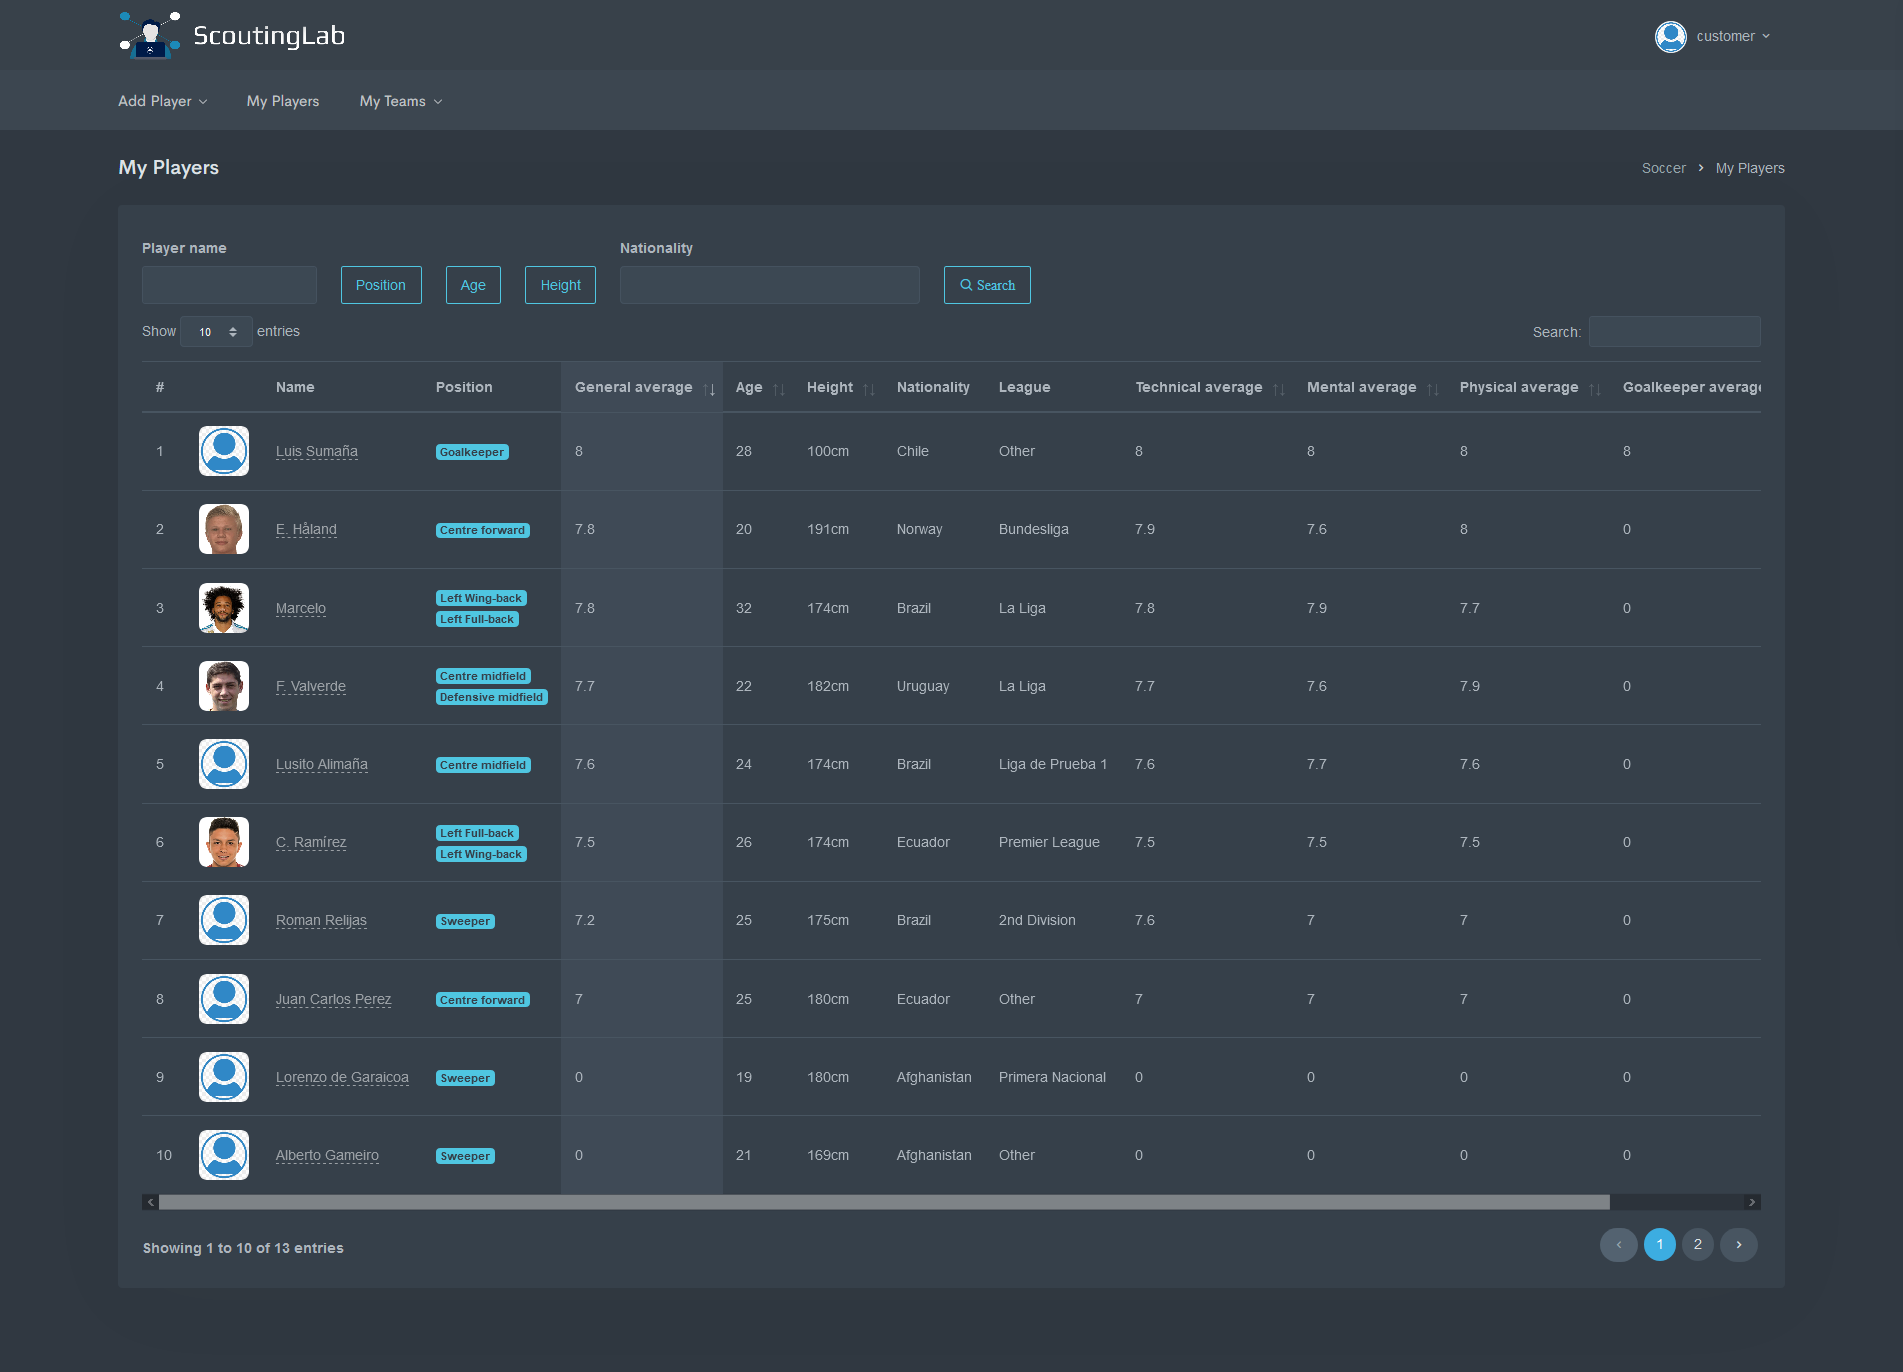 ScoutingLab
customer
Add Player My Players My Teams
My Players
Soccer My Players
Player name Nationality
Position Age Height Search
Show 10 entries Search:
# Name Position General average Age Height Nationality League Technical average Mental average Physical average Goalkeeper average
1 Luis Sumaña Goalkeeper 8 28 100cm Chile Other 8 8 8 8
2 E. Håland Centre forward 7.8 20 191cm Norway Bundesliga 7.9 7.6 8 0
3 Marcelo Left Wing-back 7.8 32 174cm Brazil La Liga 7.8 7.9 7.7 0
Left Full-back
4 F. Valverde Centre midfield 7.7 22 182cm Uruguay La Liga 7.7 7.6 7.9 0
Defensive midfield
5 Lusito Alimaña Centre midfield 7.6 24 174cm Brazil Liga de Prueba 1 7.6 7.7 7.6 0
6 C. Ramírez Left Full-back 7.5 26 174cm Ecuador Premier League 7.5 7.5 7.5 0
Left Wing-back
7 Roman Relijas Sweeper 7.2 25 175cm Brazil 2nd Division 7.6 7 7 0
8 Juan Carlos Perez Centre forward 7 25 180cm Ecuador Other 7 7 7 0
9 Lorenzo de Garaicoa Sweeper 0 19 180cm Afghanistan Primera Nacional 0 0 0 0
10 Alberto Gameiro Sweeper 0 21 169cm Afghanistan Other 0 0 0 0
Showing 1 to 10 of 13 entries
‹ 1 2 ›